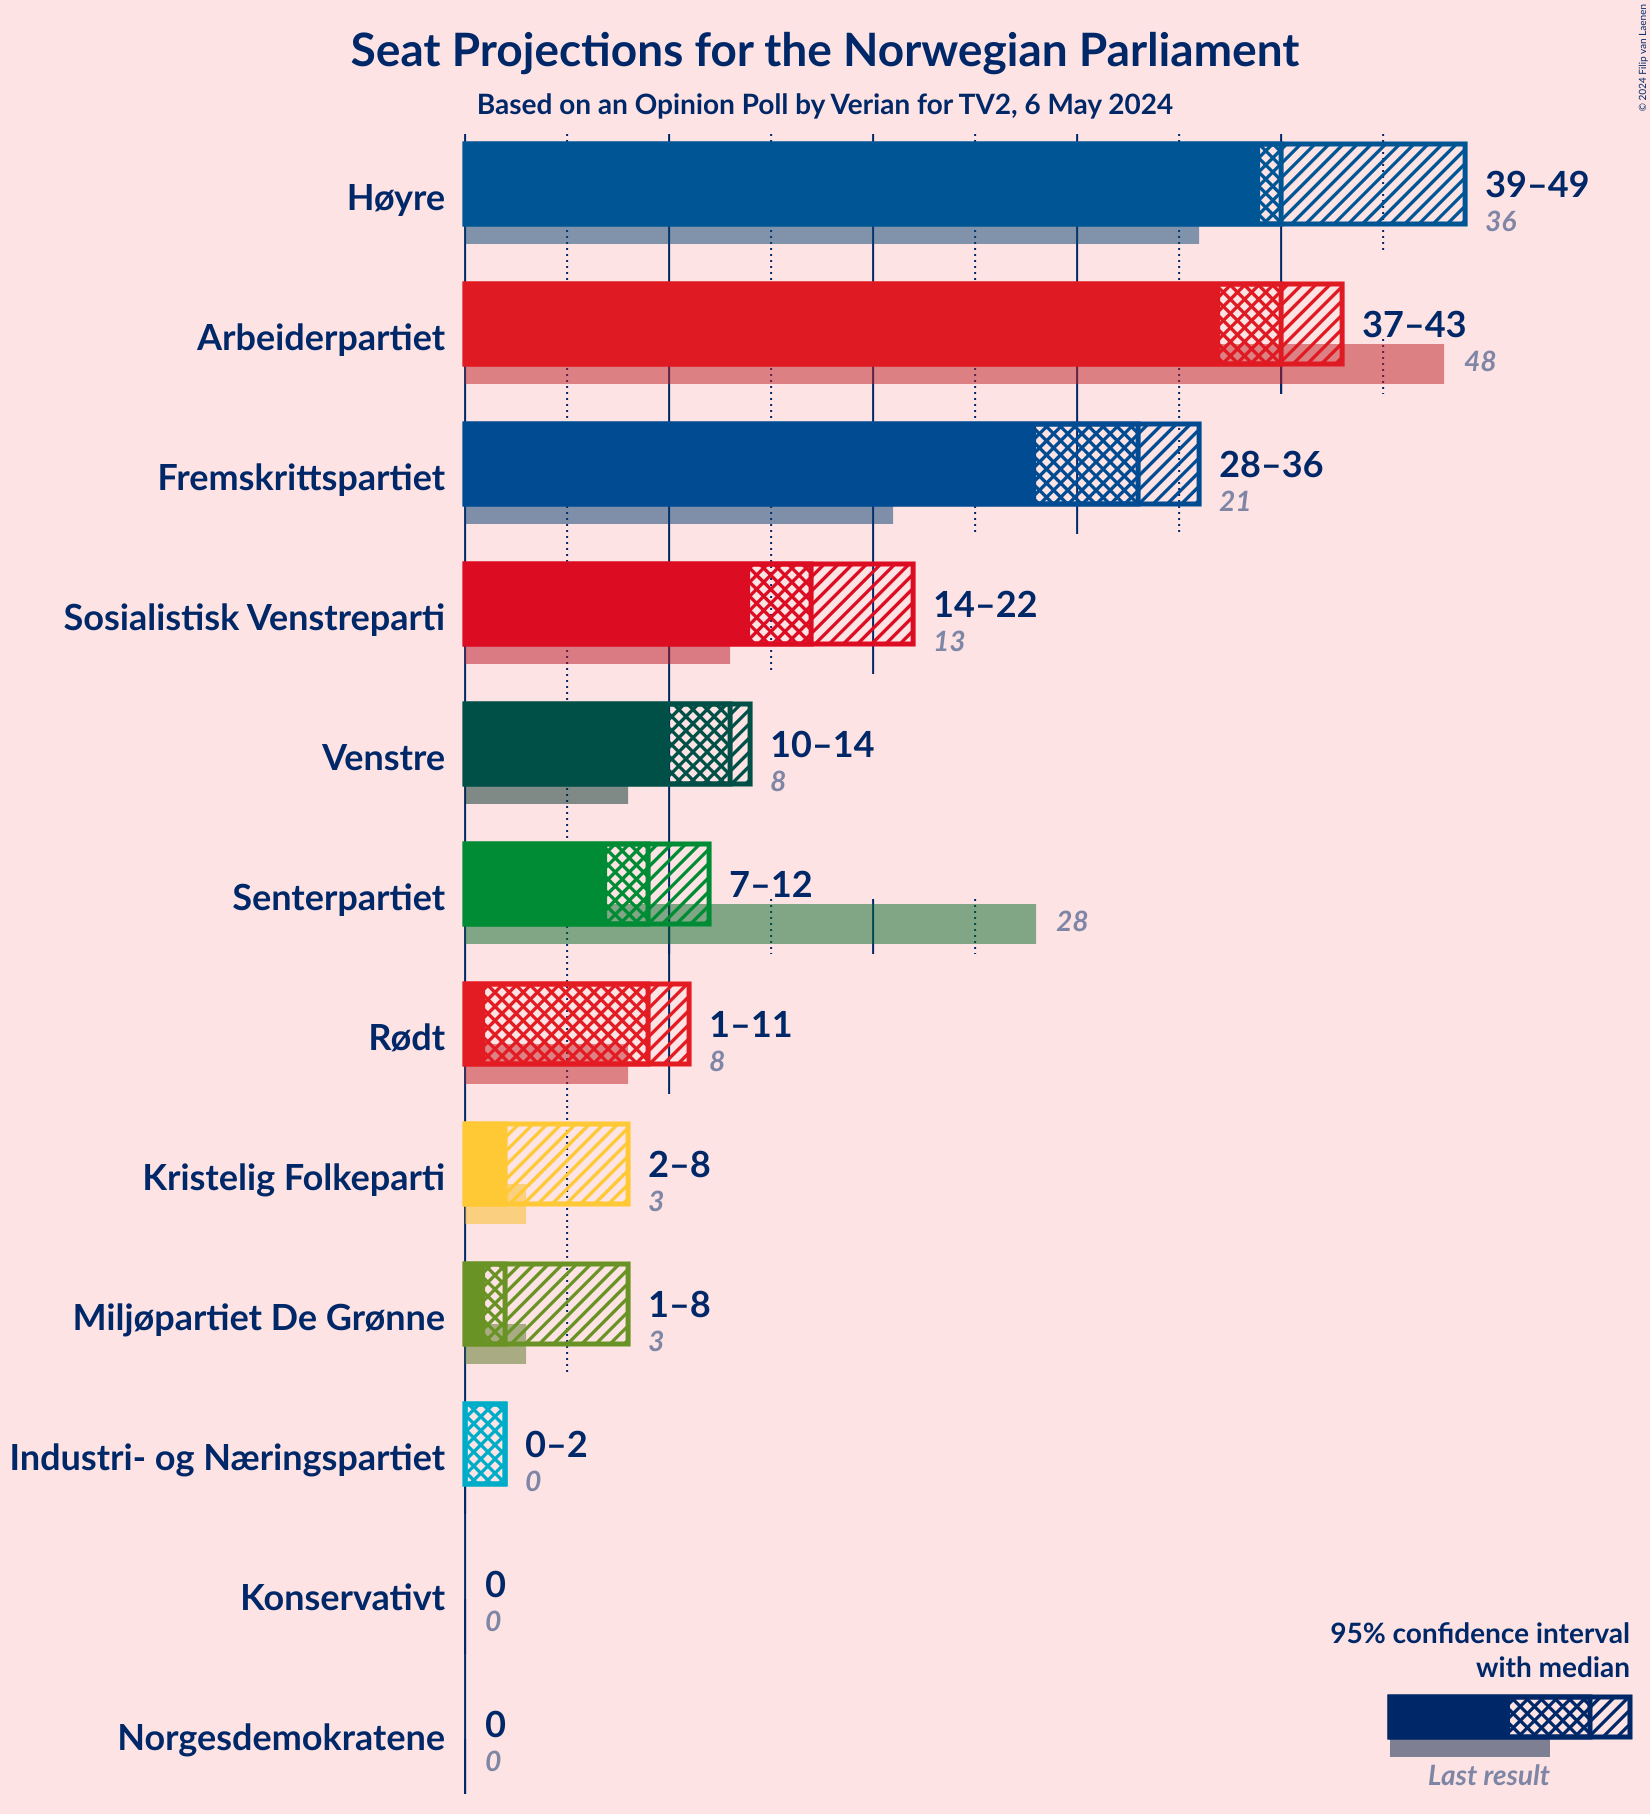 Seat Projections for the Norwegian Parliament
Based on an Opinion Poll by Verian for TV2, 6 May 2024
© 2024 Filip van Laenen
Høyre
39–49
36
Arbeiderpartiet
37–43
48
Fremskrittspartiet
28–36
21
Sosialistisk Venstreparti
14–22
13
Venstre
10–14
8
Senterpartiet
7–12
28
Rødt
1–11
8
Kristelig Folkeparti
2–8
3
Miljøpartiet De Grønne
1–8
3
Industri- og Næringspartiet
0–2
0
Konservativt
0
0
Norgesdemokratene
0
0
95% confidence interval
with median
Last result